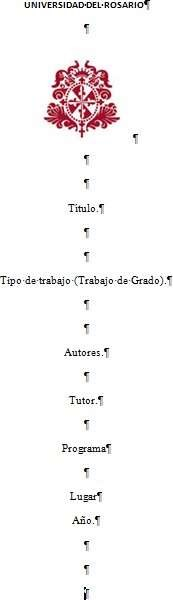 UNIVERSIDAD·DEL·ROSARIO¶
¶
¶
¶
¶
Título.¶
¶
¶
Tipo·de·trabajo·(Trabajo·de·Grado).¶
¶
¶
Autores.¶
¶
Tutor.¶
¶
Programa¶
¶
Lugar¶
Año.¶
¶
¶
¶